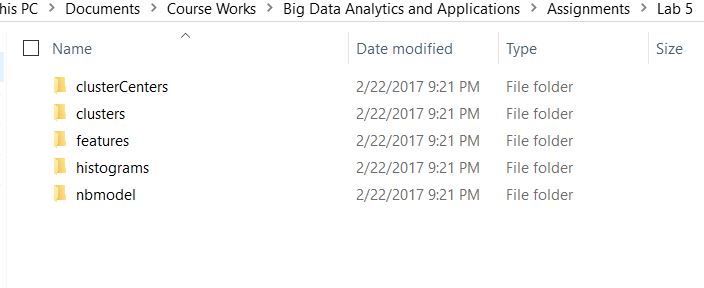 his PC > Documents > Course Works > Big Data Analytics and Applications > Assignments > Lab 5
Name Date modified Type Size
clusterCenters 2/22/2017 9:21 PM File folder
clusters 2/22/2017 9:21 PM File folder
features 2/22/2017 9:21 PM File folder
histograms 2/22/2017 9:21 PM File folder
nbmodel 2/22/2017 9:21 PM File folder